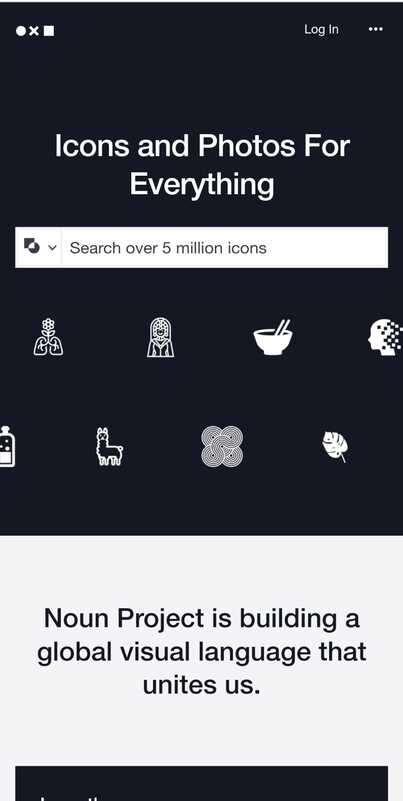 Log In
Icons and Photos For
Everything
Search over 5 million icons
Noun Project is building a
global visual language that
unites us.